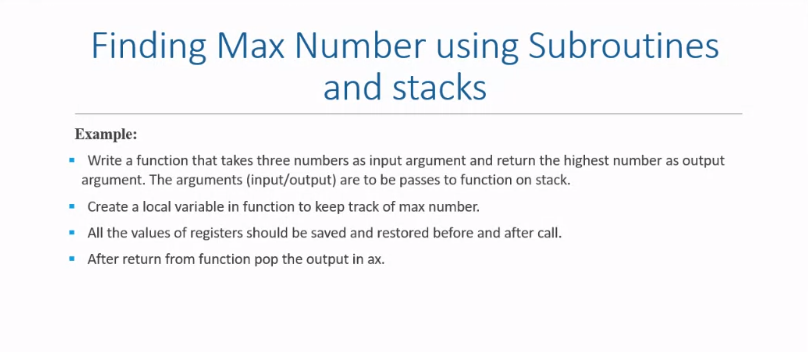 Finding Max Number using Subroutines
and stacks
Example:
▪ Write a function that takes three numbers as input argument and return the highest number as output
argument. The arguments (input/output) are to be passes to function on stack.
▪ Create a local variable in function to keep track of max number.
▪ All the values of registers should be saved and restored before and after call.
▪ After return from function pop the output in ax.